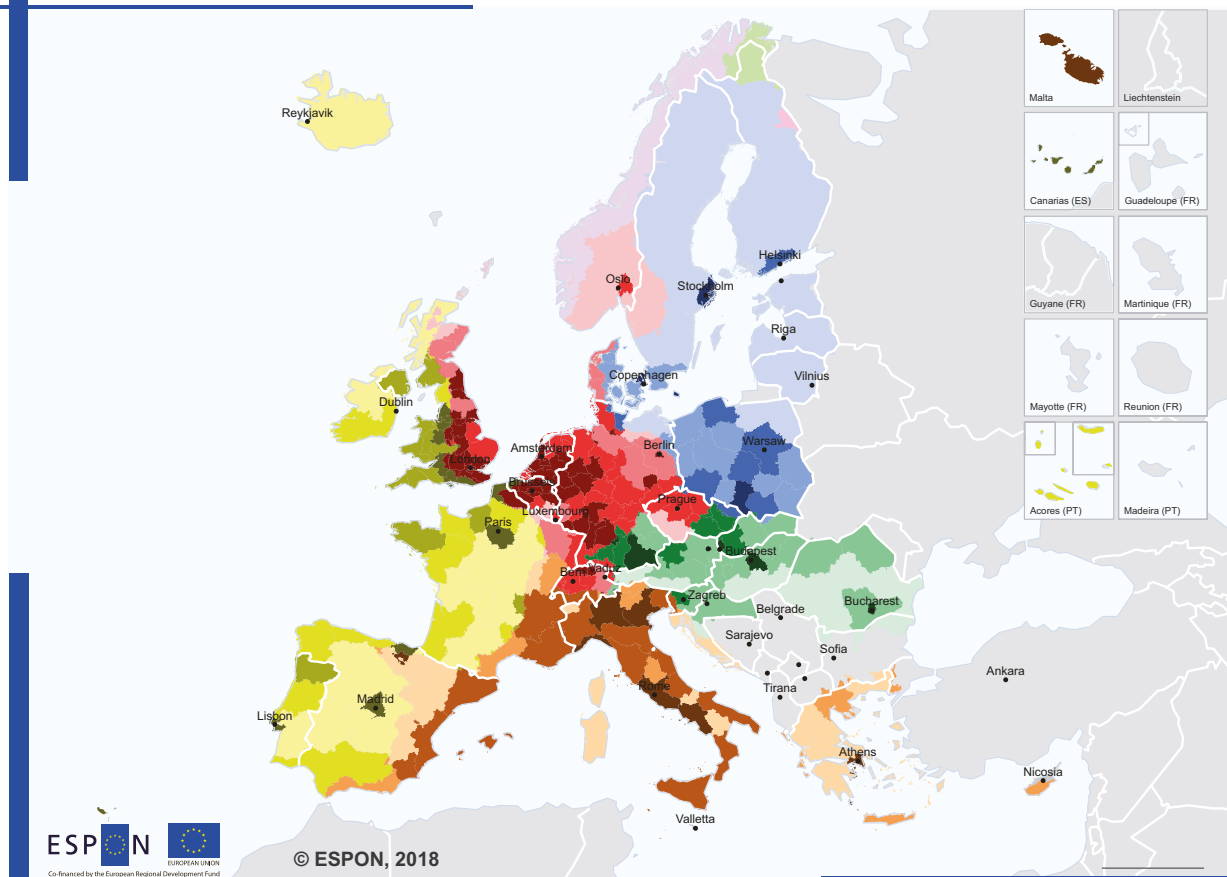 Reykjavik
Malta
Liechtenstein
Canarias (ES)
Guadeloupe (FR)
Helsinki
Oslo
Stockholm
Guyane (FR)
Martinique (FR)
Riga
Copenhagen
Vilnius
Dublin
Mayotte (FR)
Reunion (FR)
Amsterdam
Berlin
Warsaw
London
Brussels
Prague
Luxembourg
Acores (PT)
Madeira (PT)
Paris
Budapest
Bern
Vaduz
Zagreb
Bucharest
Belgrade
Sarajevo
Sofia
Ankara
Rome
Tirana
Madrid
Lisbon
Athens
Nicosia
Valletta
ESPON
EUROPEAN UNION
Co-financed by the European Regional Development Fund
© ESPON, 2018